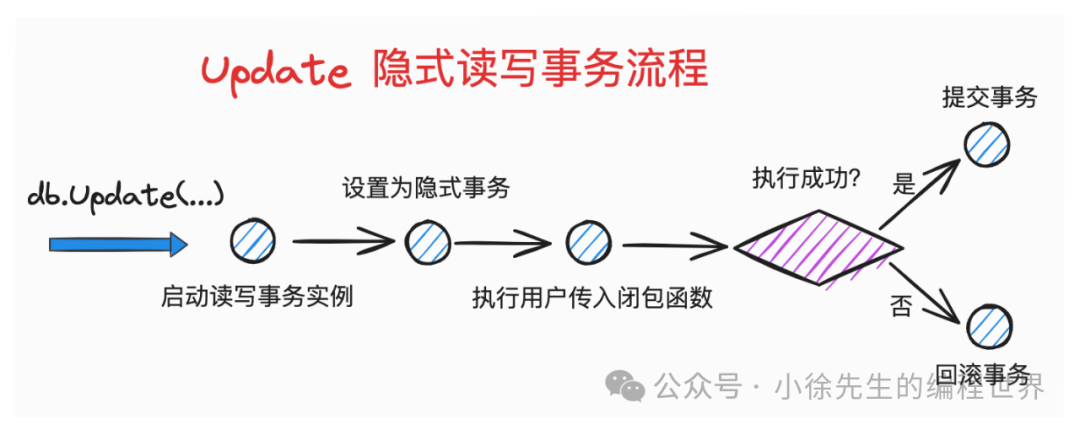 Update 隐式读写事务流程
提交事务
db.Update(...)
设置为隐式事务
执行成功?
是
启动读写事务实例
执行用户传入闭包函数
否
回滚事务
公众号 · 小徐先生的编程世界